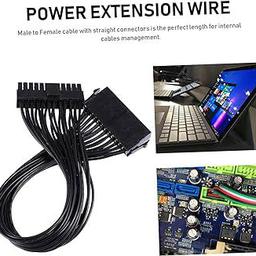 POWER EXTENSION WIRE
Male to Female cable with straight connectors is the perfect length for internal
cables management.